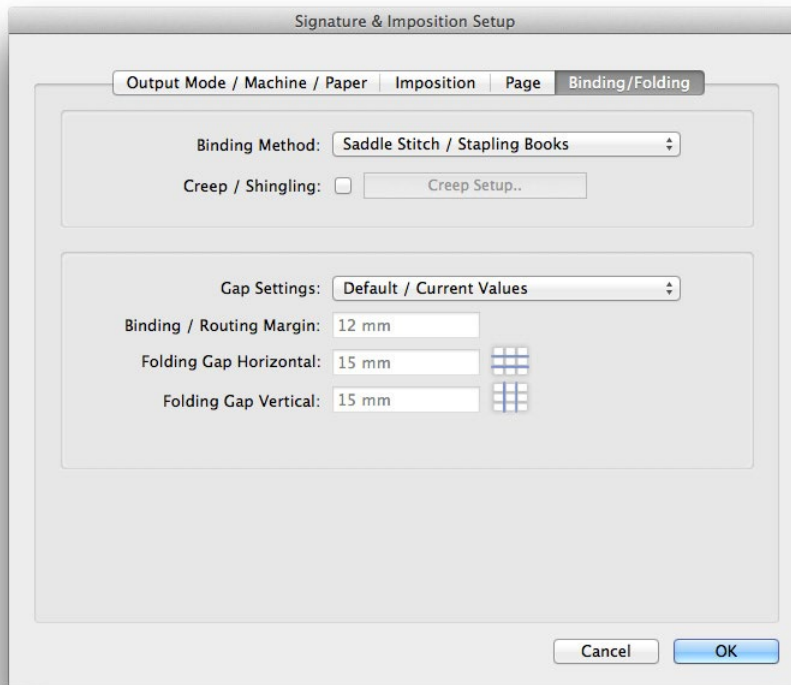 Signature & Imposition Setup
Output Mode / Machine / Paper Imposition Page Binding/Folding
Binding Method: Saddle Stitch / Stapling Books
Creep / Shingling: Creep Setup..
Gap Settings: Default / Current Values
Binding / Routing Margin: 12 mm
Folding Gap Horizontal: 15 mm
Folding Gap Vertical: 15 mm
Cancel OK